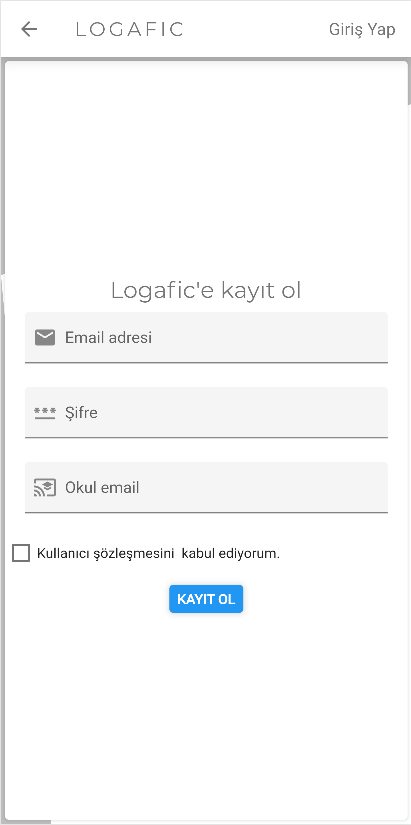 LOGAFIC
Giriş Yap
Logafic'e kayıt ol
Email adresi
*** Şifre
Okul email
Kullanıcı şözleşmesini kabul ediyorum.
KAYIT OL